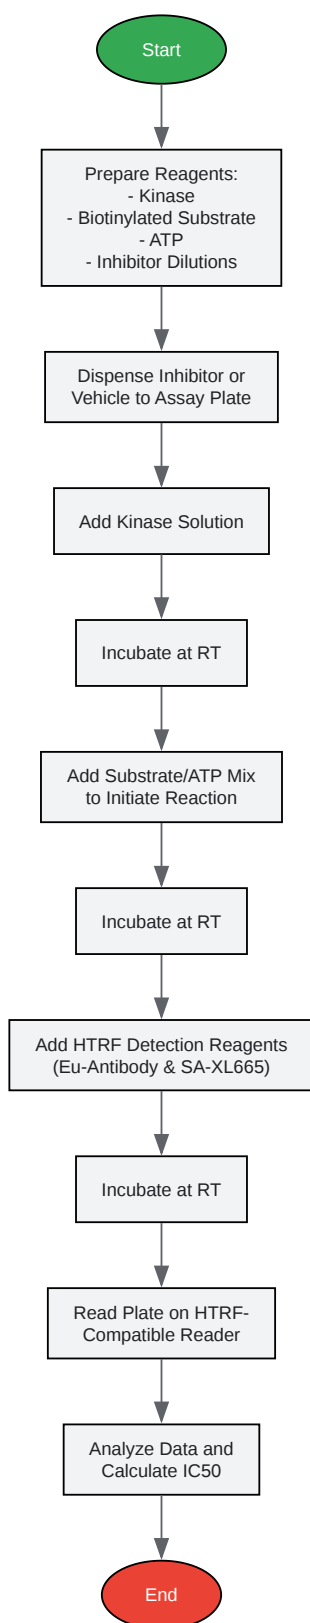 Start
Prepare Reagents:
- Kinase
- Biotinylated Substrate
- ATP
- Inhibitor Dilutions
Dispense Inhibitor or
Vehicle to Assay Plate
Add Kinase Solution
Incubate at RT
Add Substrate/ATP Mix
to Initiate Reaction
Incubate at RT
Add HTRF Detection Reagents
(Eu-Antibody & SA-XL665)
Incubate at RT
Read Plate on HTRF-
Compatible Reader
Analyze Data and
Calculate IC50
End